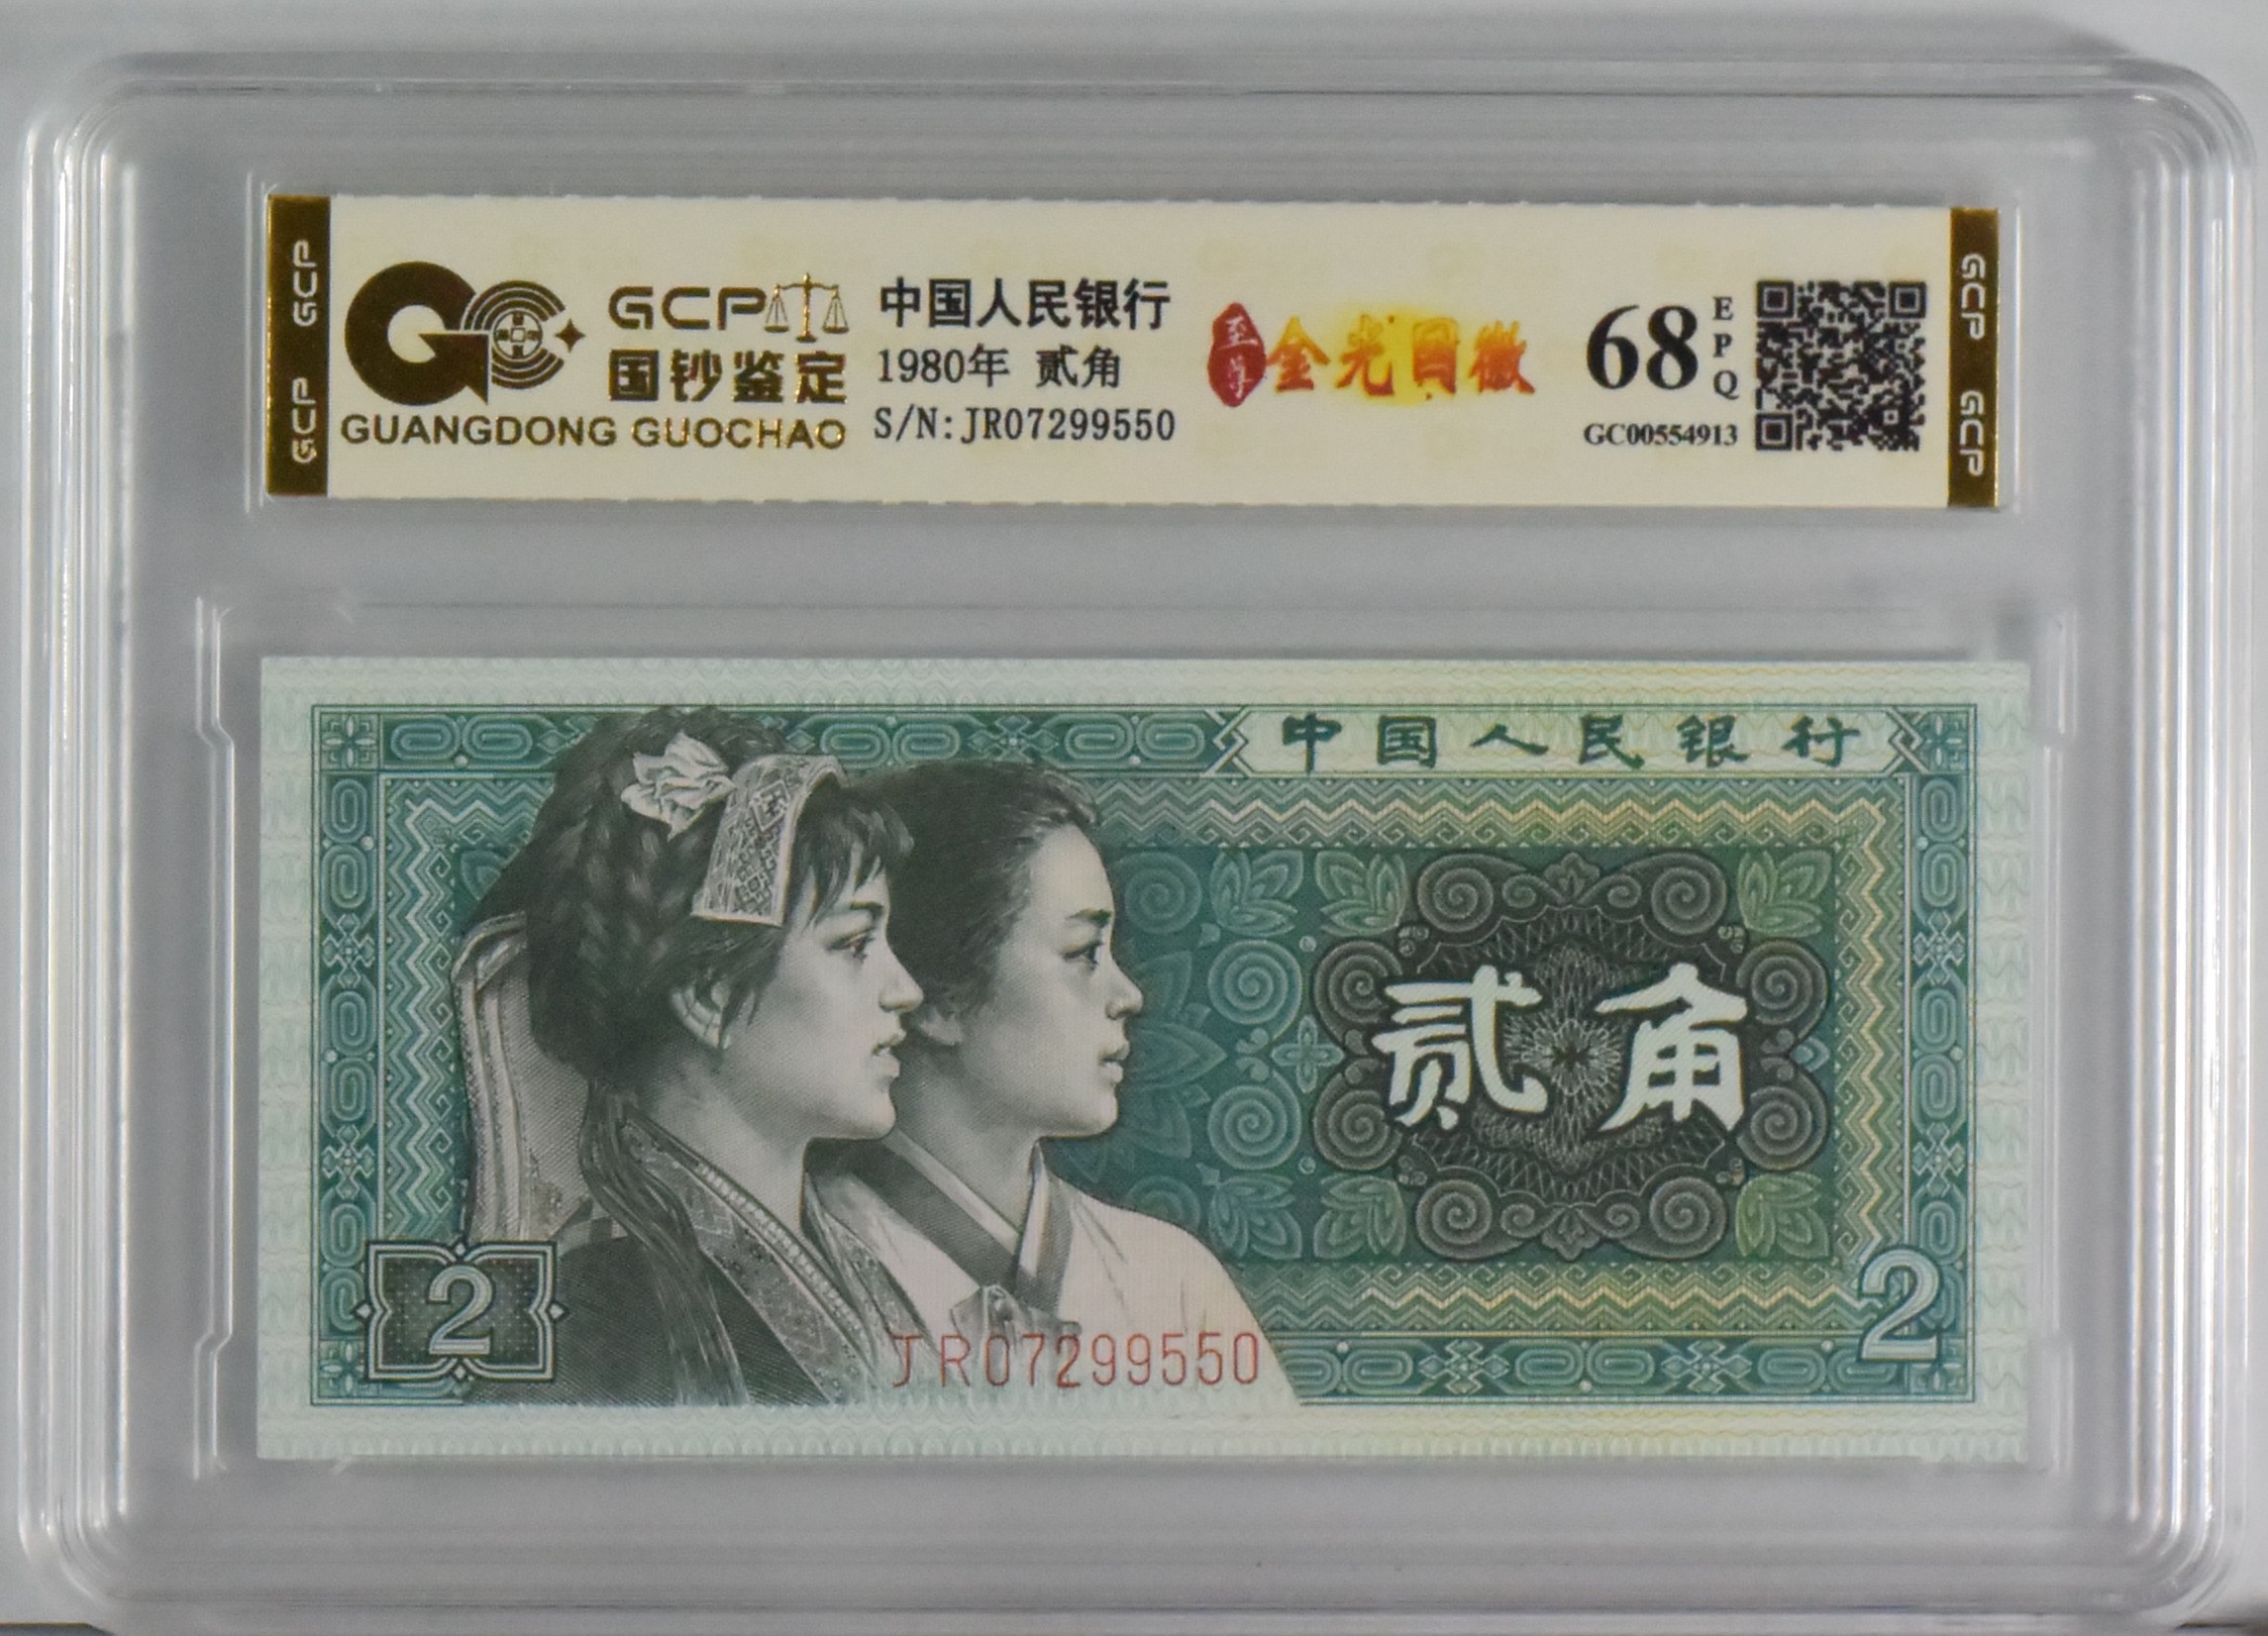 GCP GCP
GCP
国钞鉴定
GUANGDONG GUOCHAO
中国人民银行
1980年 贰角
S/N:JR07299550
至尊
金光国徽
68
EPQ
GC00554913
GCP GCP
中国人民银行
贰角
2
JR07299550
2